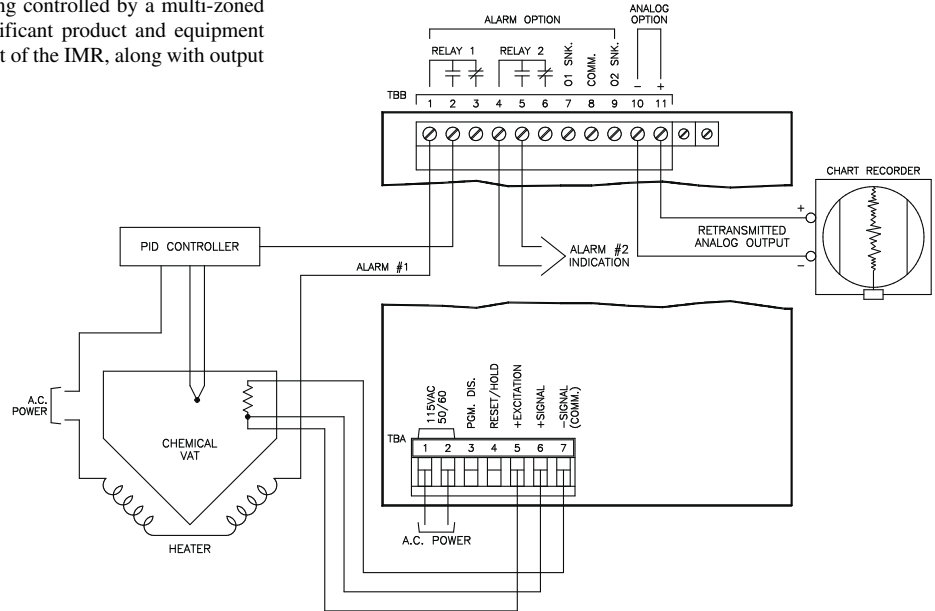 ng controlled by a multi-zoned
ificant product and equipment
t of the IMR, along with output
ANALOG
OPTION
ALARM OPTION
RELAY 1
RELAY 2
O1 SNK.
COMM.
O2 SNK.
- +
TBB
1 2 3 4 5 6 7 8 9 10 11
CHART RECORDER
+
RETRANSMITTED
ANALOG OUTPUT
-
PID CONTROLLER
ALARM #2
INDICATION
ALARM #1
A.C.
POWER
CHEMICAL
VAT
HEATER
115VAC
50/60
PGM. DIS.
RESET/HOLD
+EXCITATION
+SIGNAL
-SIGNAL
(COMM.)
TBA
1 2 3 4 5 6 7
A.C. POWER